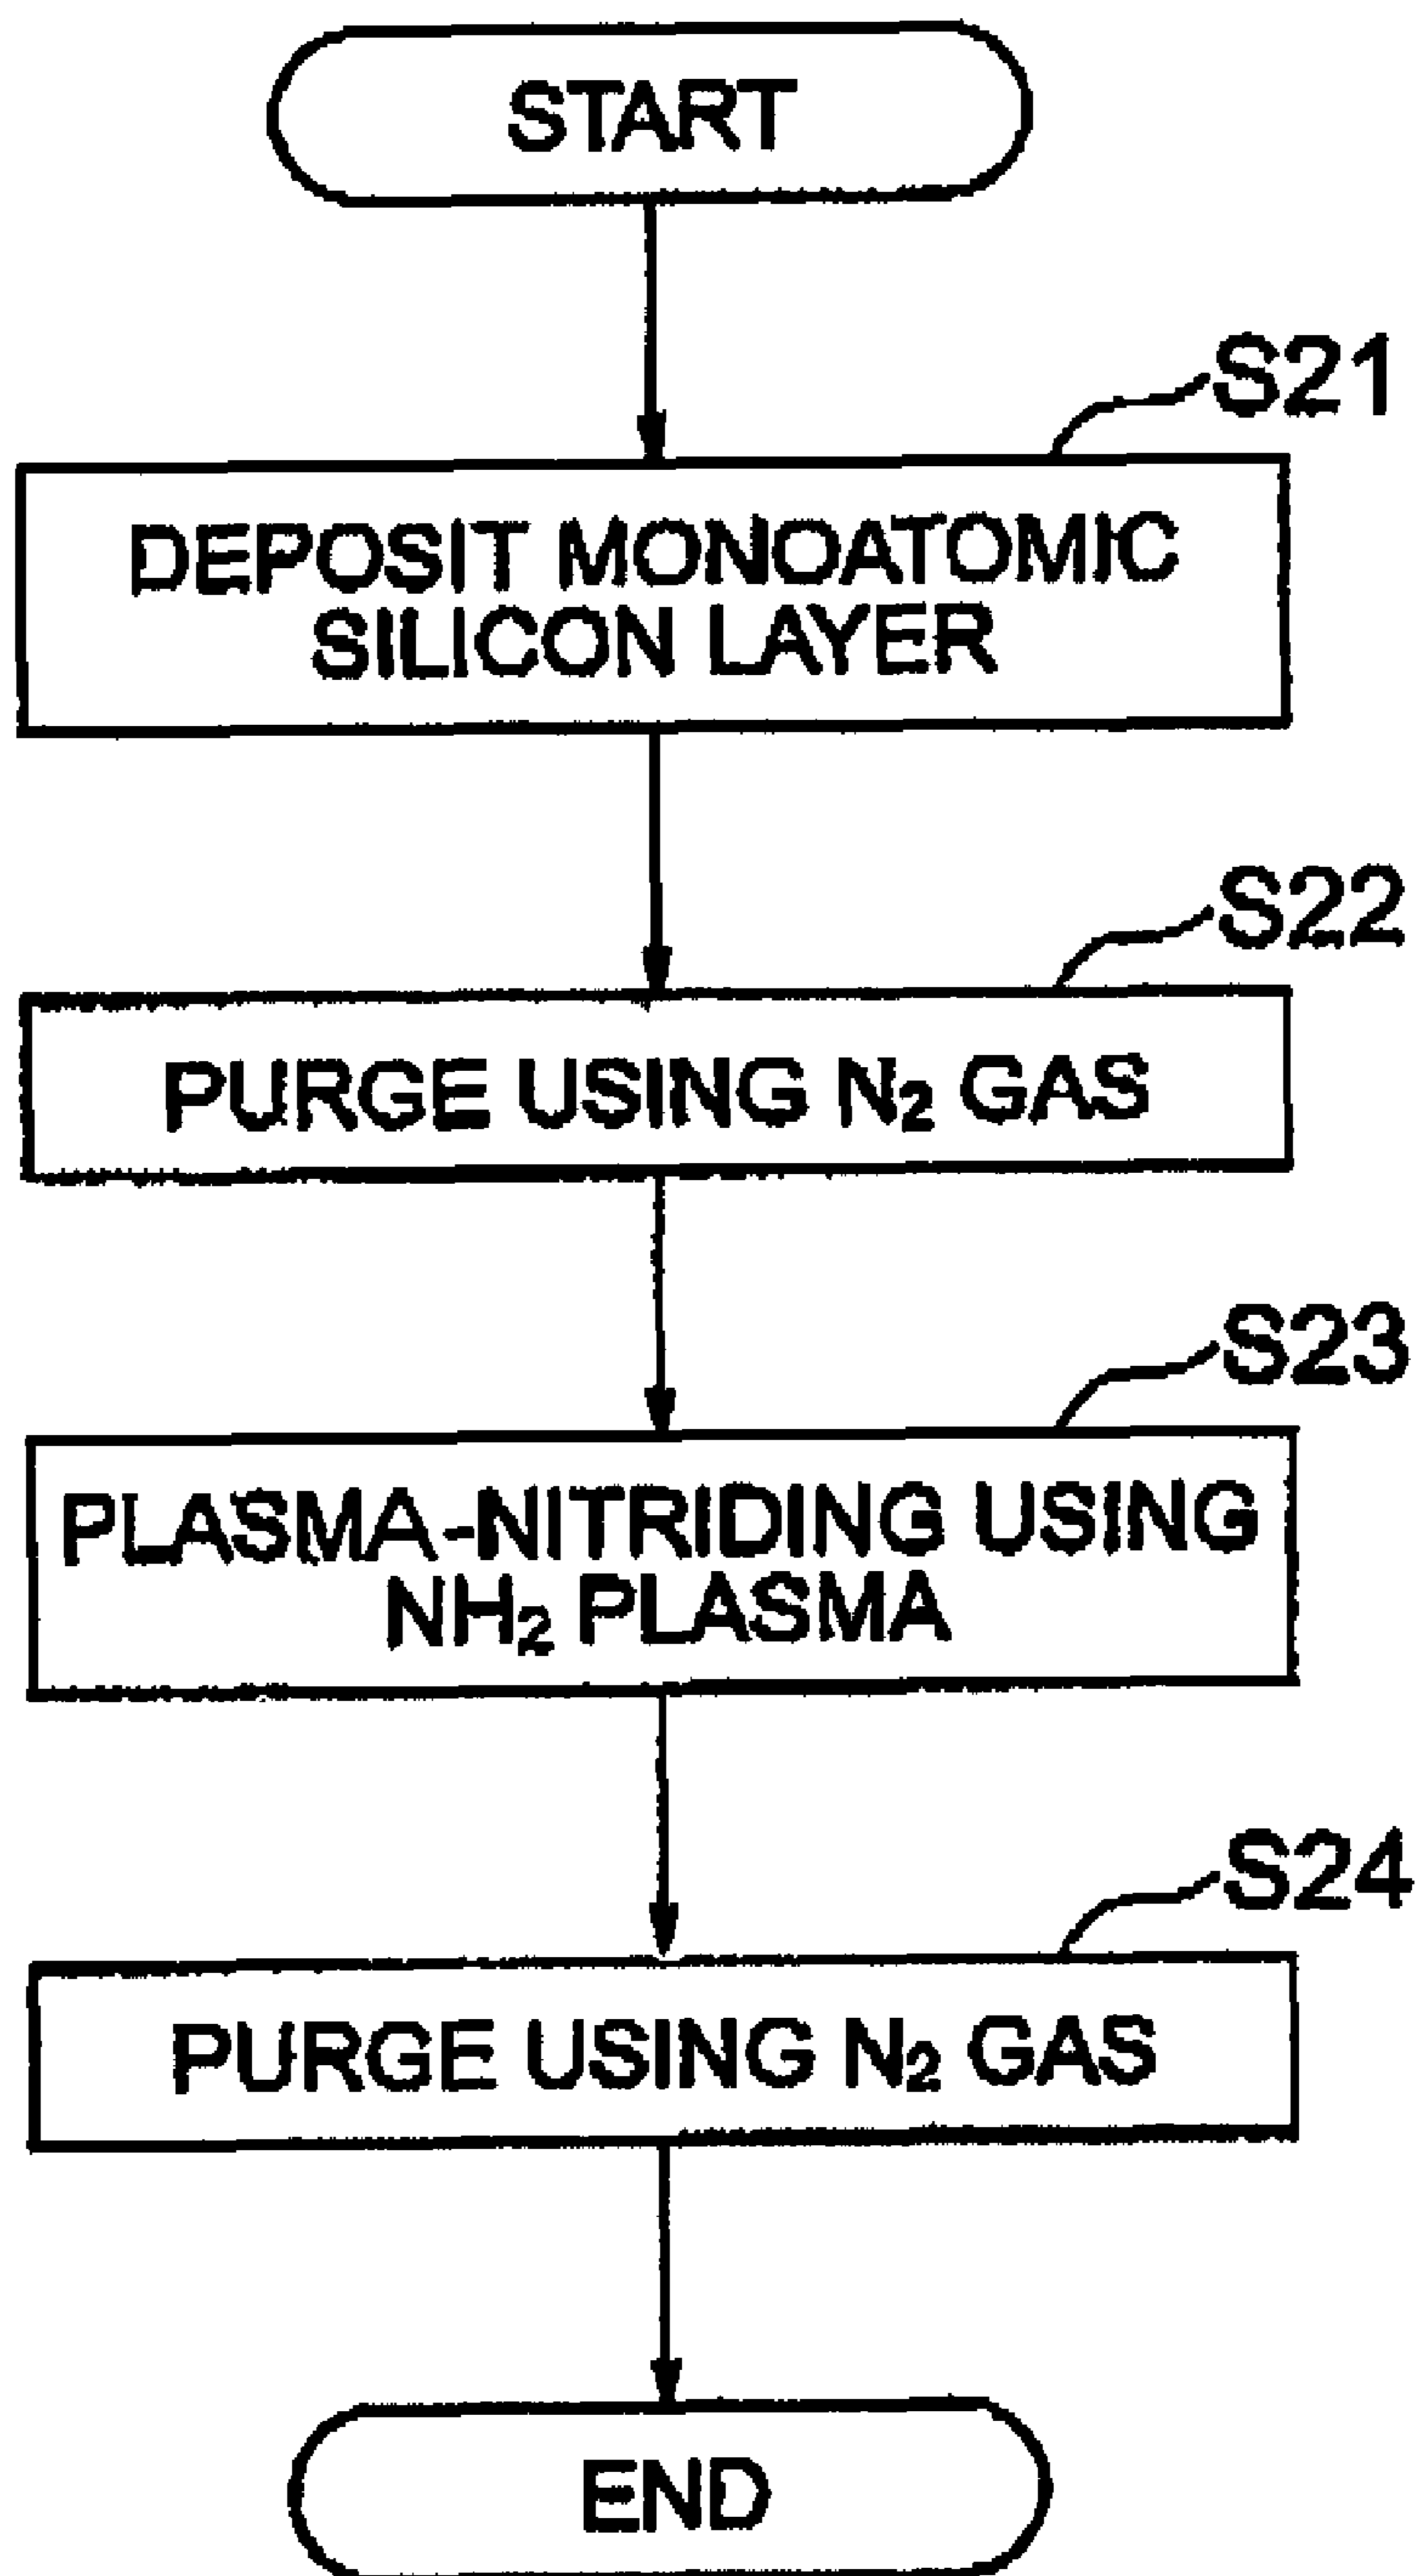 START
S21
DEPOSIT MONOATOMIC
SILICON LAYER
S22
PURGE USING N₂ GAS
S23
PLASMA-NITRIDING USING
NH₂ PLASMA
S24
PURGE USING N₂ GAS
END